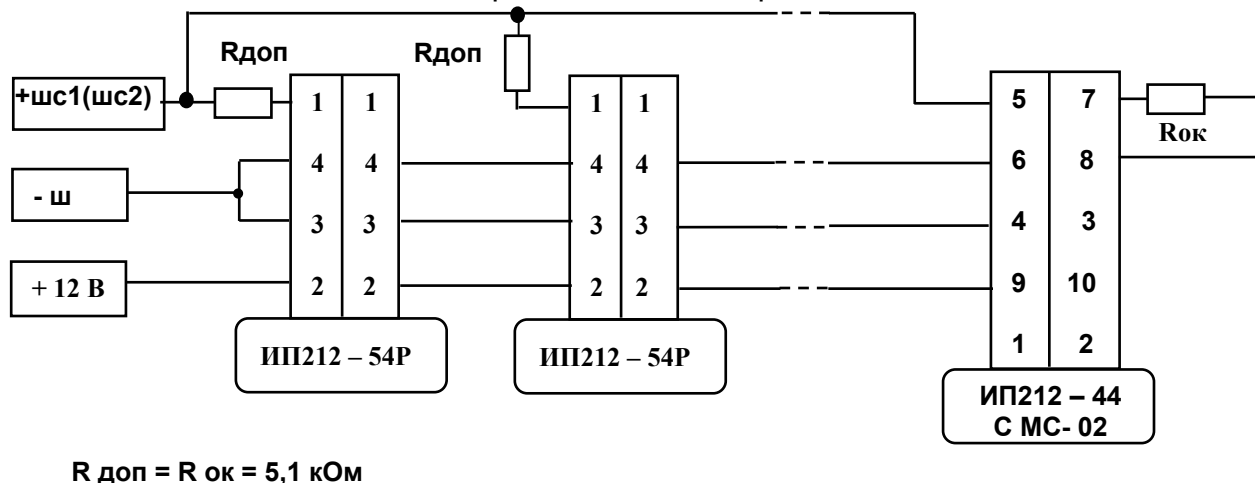 Rдоп
Rдоп
+шс1(шс2)
1 1
1 1
5 7
Rок
4 4
4 4
6 8
- Ш
3 3
3 3
4 3
+ 12 В
2 2
2 2
9 10
1 2
ИП212 – 54Р
ИП212 – 54Р
ИП212 – 44
С МС- 02
R доп = R ок = 5,1 кОм